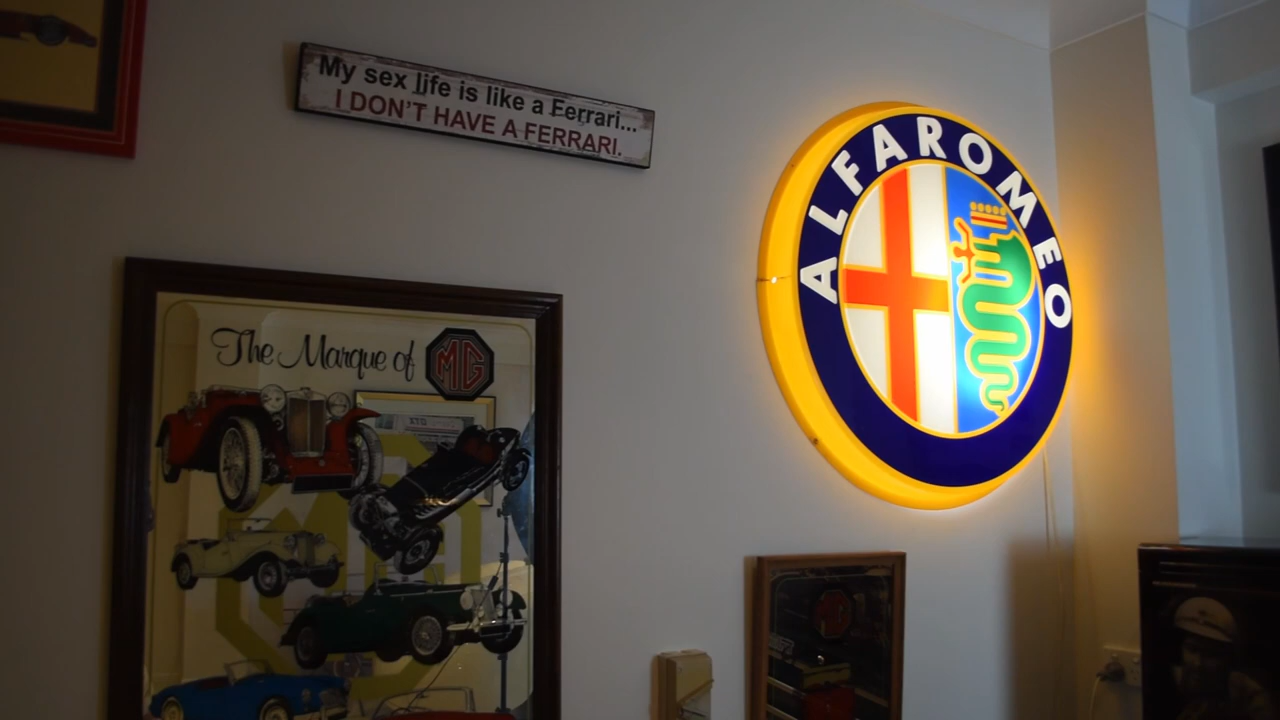 My sex life is like a Ferrari...
I DON'T HAVE A FERRARI.
ALFA ROMEO
The Marque of MG